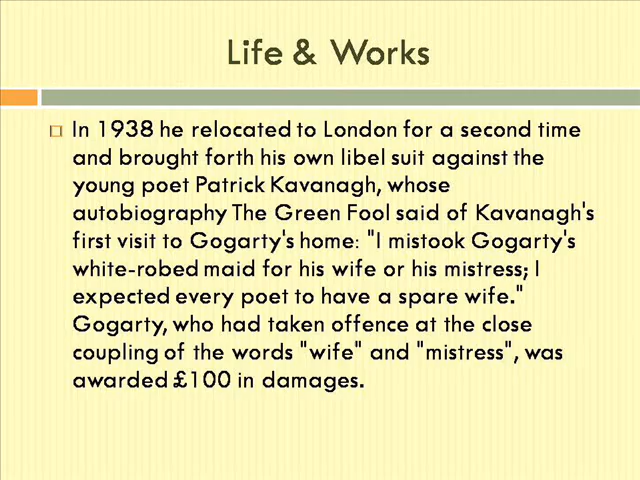 Life & Works
In 1938 he relocated to London for a second time
and brought forth his own libel suit against the
young poet Patrick Kavanagh, whose
autobiography The Green Fool said of Kavanagh's
first visit to Gogarty's home: "I mistook Gogarty's
white-robed maid for his wife or his mistress; I
expected every poet to have a spare wife."
Gogarty, who had taken offence at the close
coupling of the words "wife" and "mistress", was
awarded £100 in damages.